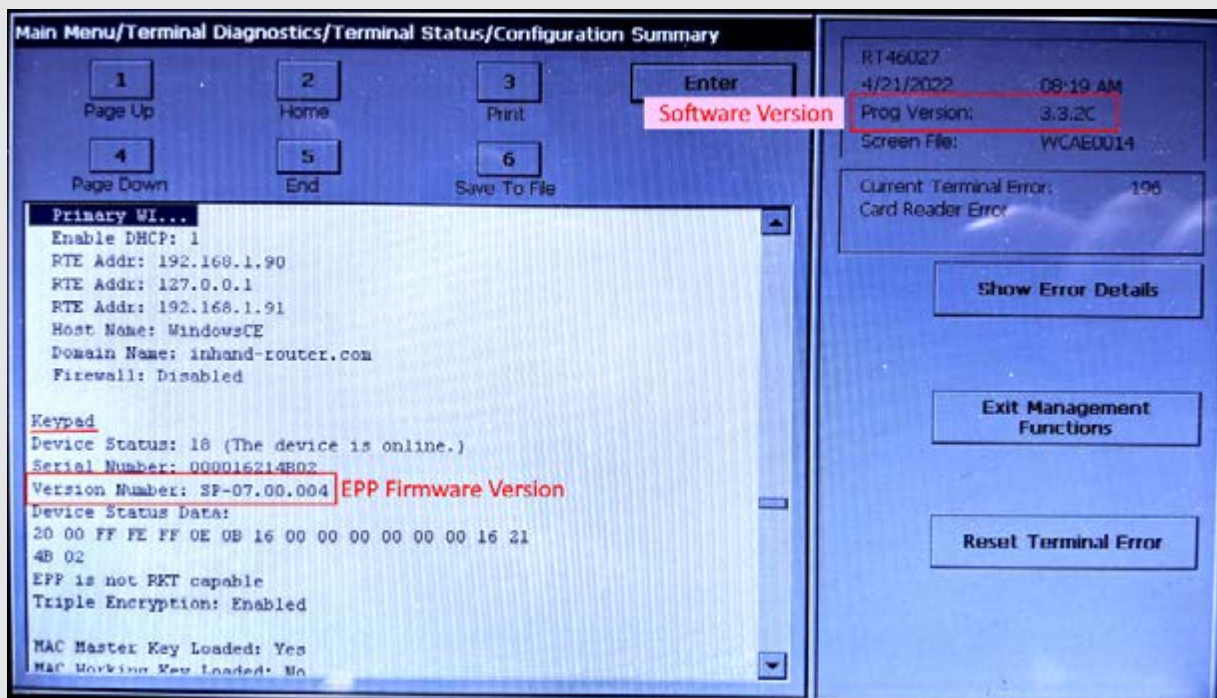 Main Menu/Terminal Diagnostics/Terminal Status/Configuration Summary
1
Page Up
2
Home
3
Print
Enter
4
Page Down
5
End
6
Save To File
Primary WI...
Enable DHCP: 1
RTE Addr: 192.168.1.90
RTE Addr: 127.0.0.1
RTE Addr: 192.168.1.91
Host Name: WindowsCE
Domain Name: inhand-router.com
Firewall: Disabled
Keypad
Device Status: 18 (The device is online.)
Serial Number: 000016214B02
Version Number: SP-07.00.004 EPP Firmware Version
Device Status Data:
20 00 FF FE FF 0E 0B 16 00 00 00 00 00 00 16 21
4B 02
EPP is not RKT capable
Triple Encryption: Enabled
MAC Master Key Loaded: Yes
MAC Working Key Loaded: No
RT46027
4/21/2022 08:19 AM
Software Version Prog Version: 3.3.2C
Screen File: WCAE0014
Current Terminal Error: 196
Card Reader Error
Show Error Details
Exit Management
Functions
Reset Terminal Error